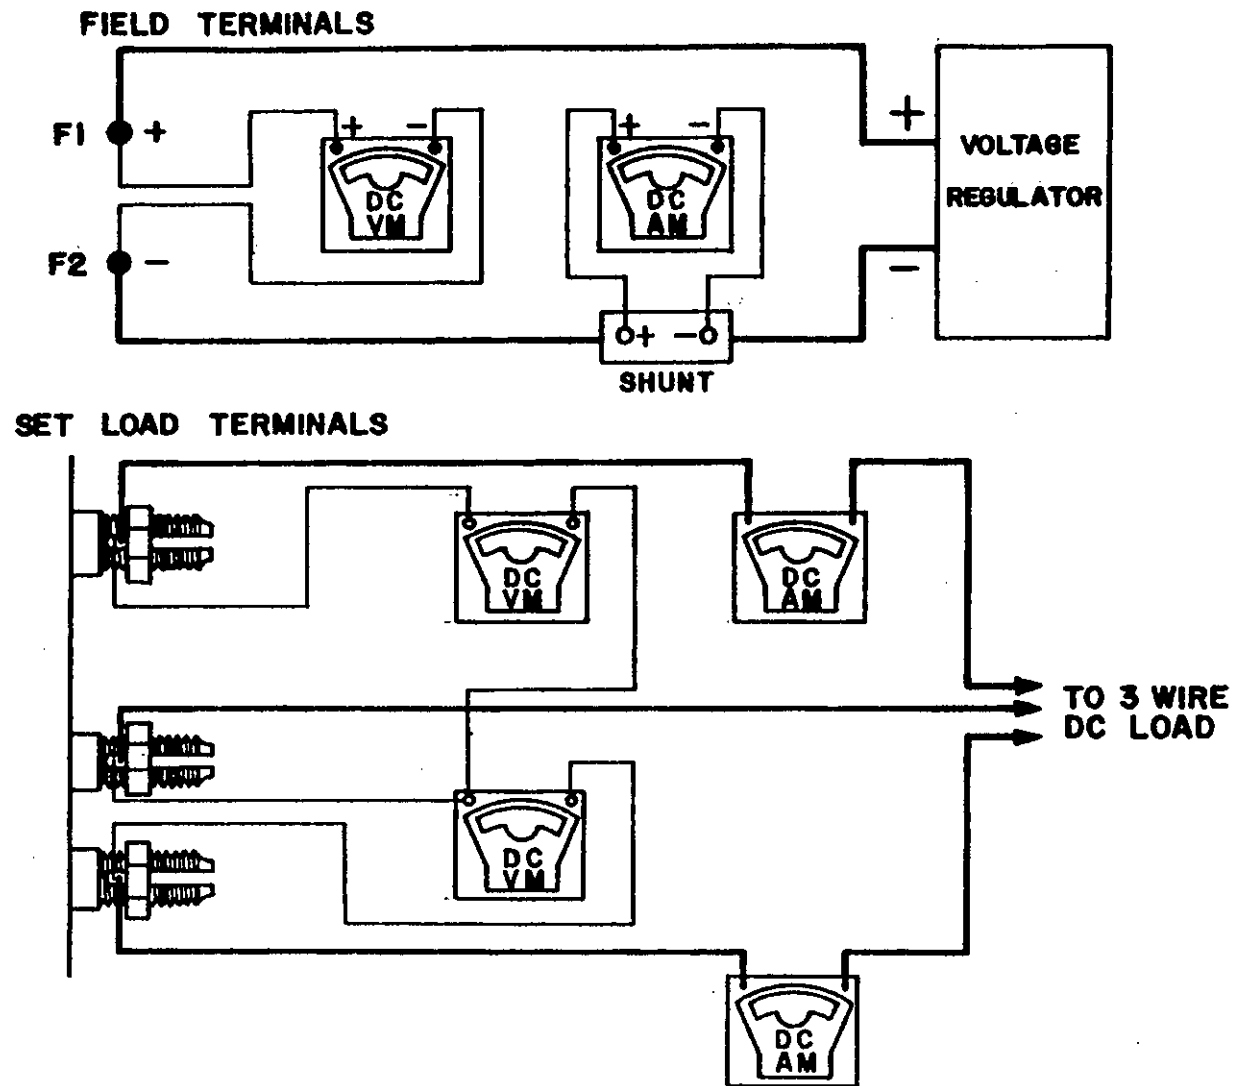 FIELD TERMINALS
F1 +
+ -
DC
VM
+ -
DC
AM
+
VOLTAGE
REGULATOR
F2 -
-
+ -
SHUNT
SET LOAD TERMINALS
DC
VM
DC
AM
TO 3 WIRE
DC LOAD
DC
VM
DC
AM